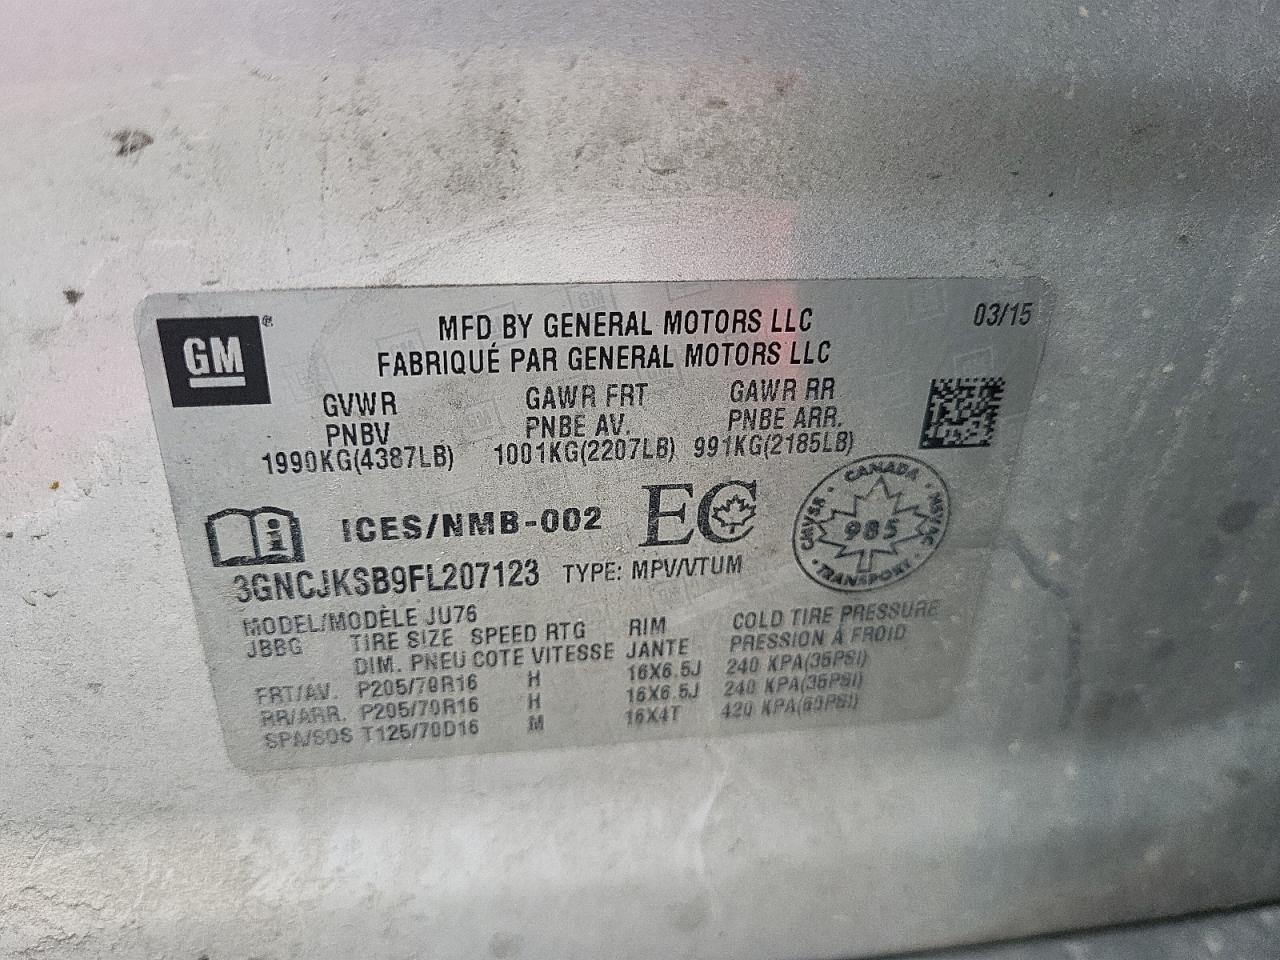 GM ®
MFD BY GENERAL MOTORS LLC
03/15
FABRIQUÉ PAR GENERAL MOTORS LLC
GVWR GAWR FRT GAWR RR
PNBV PNBE AV. PNBE ARR.
1990KG(4387LB) 1001KG(2207LB) 991KG(2185LB)
i ICES/NMB-002 EC
CANADA
CMVSS 985 NSVAC
TRANSPORT
3GNCJKSB9FL207123 TYPE: MPV/VTUM
MODEL/MODÈLE JU76
JBBG TIRE SIZE SPEED RTG RIM COLD TIRE PRESSURE
DIM. PNEU COTE VITESSE JANTE PRESSION À FROID
FRT/AV. P205/70R16 H 16X6.5J 240 KPA(35PSI)
RR/ARR. P205/70R16 H 16X6.5J 240 KPA(35PSI)
SPA/SOS T125/70D16 M 16X4T 420 KPA(60PSI)